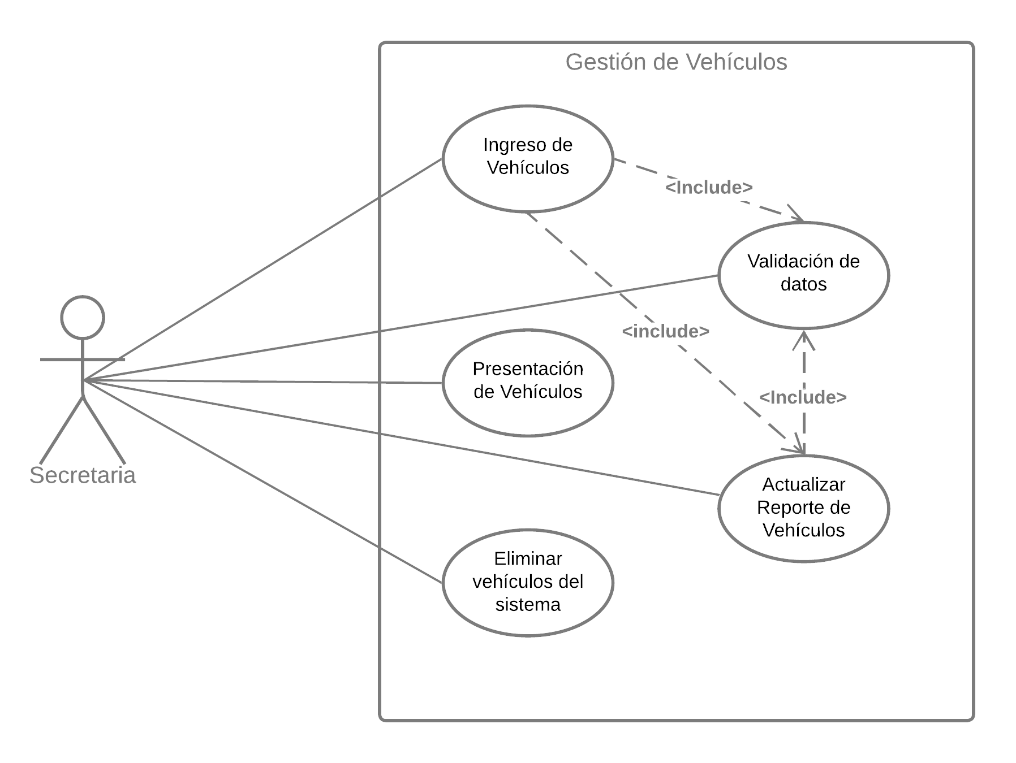 Gestión de Vehículos
Ingreso de
Vehículos
<Include>
Validación de
datos
<include>
Presentación
de Vehículos
<Include>
Secretaria
Actualizar
Reporte de
Vehículos
Eliminar
vehículos del
sistema